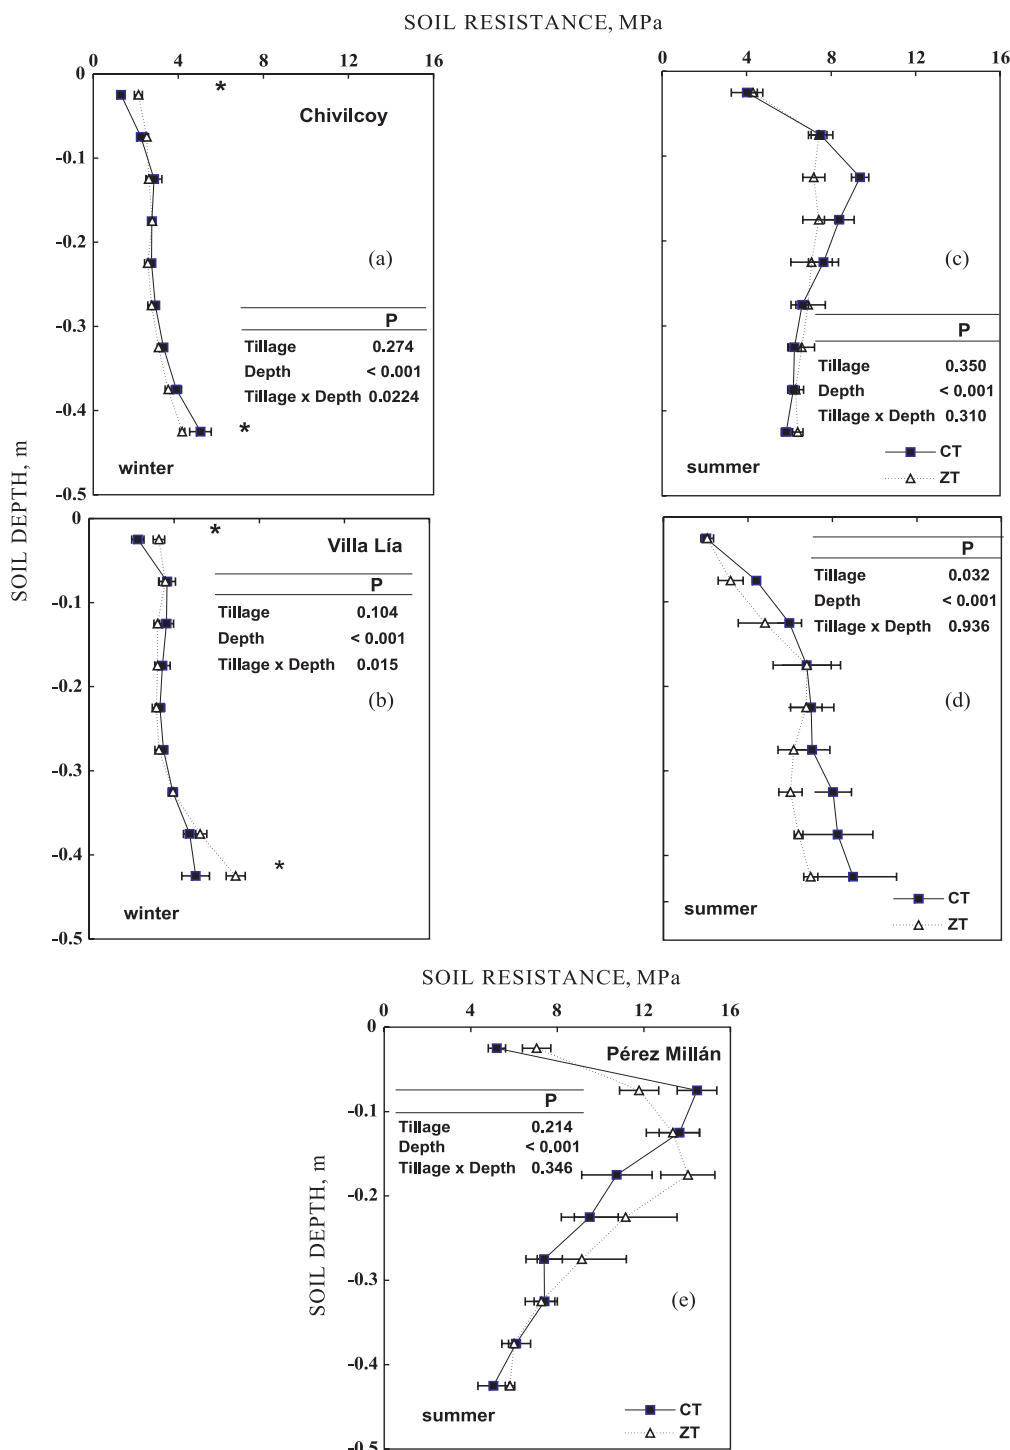 SOIL RESISTANCE, MPa
0 4 8 12 16
0 4 8 12 16
0
-0.1
-0.2
-0.3
-0.4
-0.5
*
Chivilcoy
(a)
P
Tillage 0.274
Depth < 0.001
Tillage x Depth 0.0224
*
winter
(c)
P
Tillage 0.350
Depth < 0.001
Tillage x Depth 0.310
CT
ZT
summer
SOIL DEPTH, m
0
-0.1
-0.2
-0.3
-0.4
-0.5
*
Villa Lía
P
Tillage 0.104
Depth < 0.001
Tillage x Depth 0.015
(b)
*
winter
P
Tillage 0.032
Depth < 0.001
Tillage x Depth 0.936
(d)
CT
ZT
summer
SOIL RESISTANCE, MPa
0 4 8 12 16
0
-0.1
-0.2
-0.3
-0.4
-0.5
SOIL DEPTH, m
Pérez Millán
P
Tillage 0.214
Depth < 0.001
Tillage x Depth 0.346
(e)
CT
ZT
summer